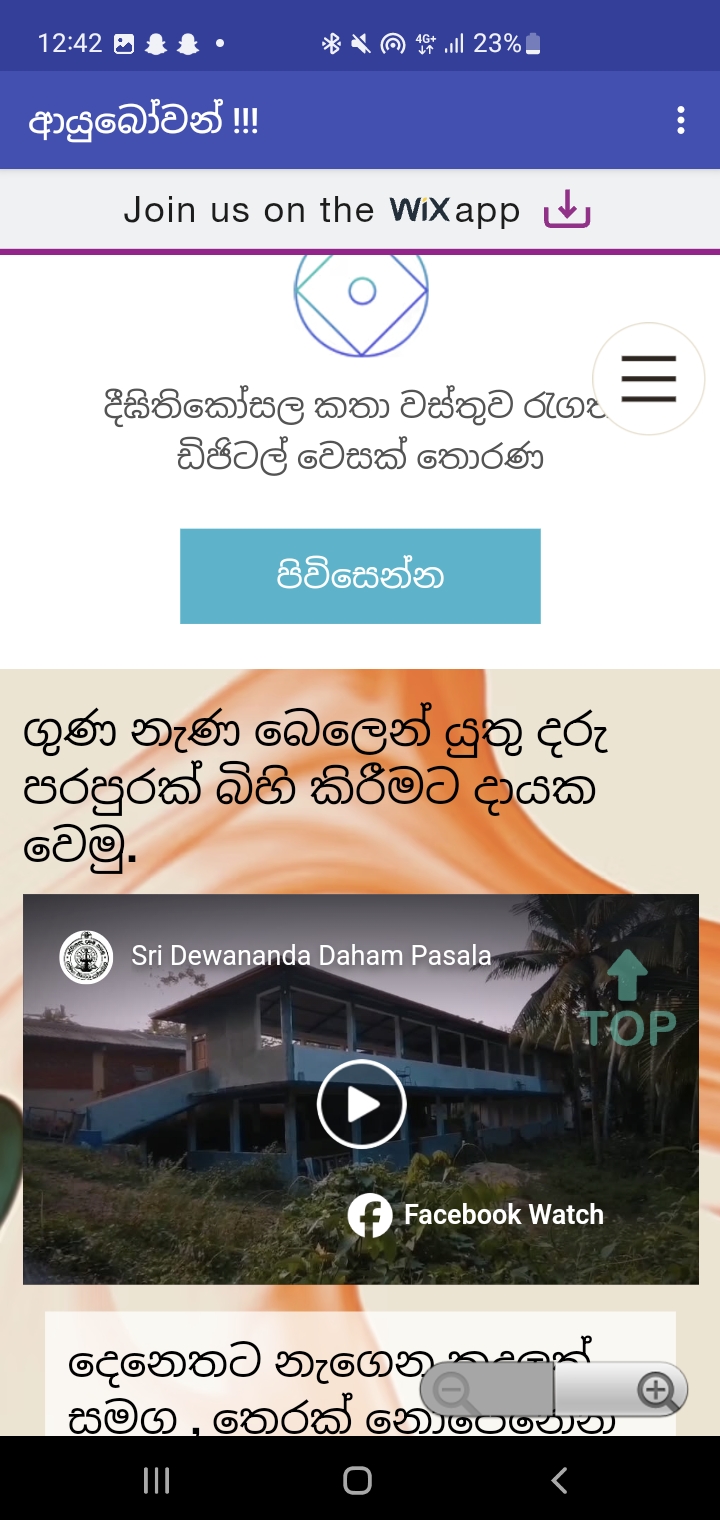 12:42
4G+
23%
ආයුබෝවන් !!!
Join us on the WiX app
දීඝිතිකෝසල කතා වස්තුව
ඩිජිටල් වෙසක් තොරණ
පිවිසෙන්න
ගුණ නැණ බෙලෙන් යුතු දරු
පරපුරක් බිහි කිරීමට දායක
වෙමු.
Sri Dewananda Daham Pasala
TOP
Facebook Watch
දෙනෙතට නැගෙන
සමග , තෙරක්